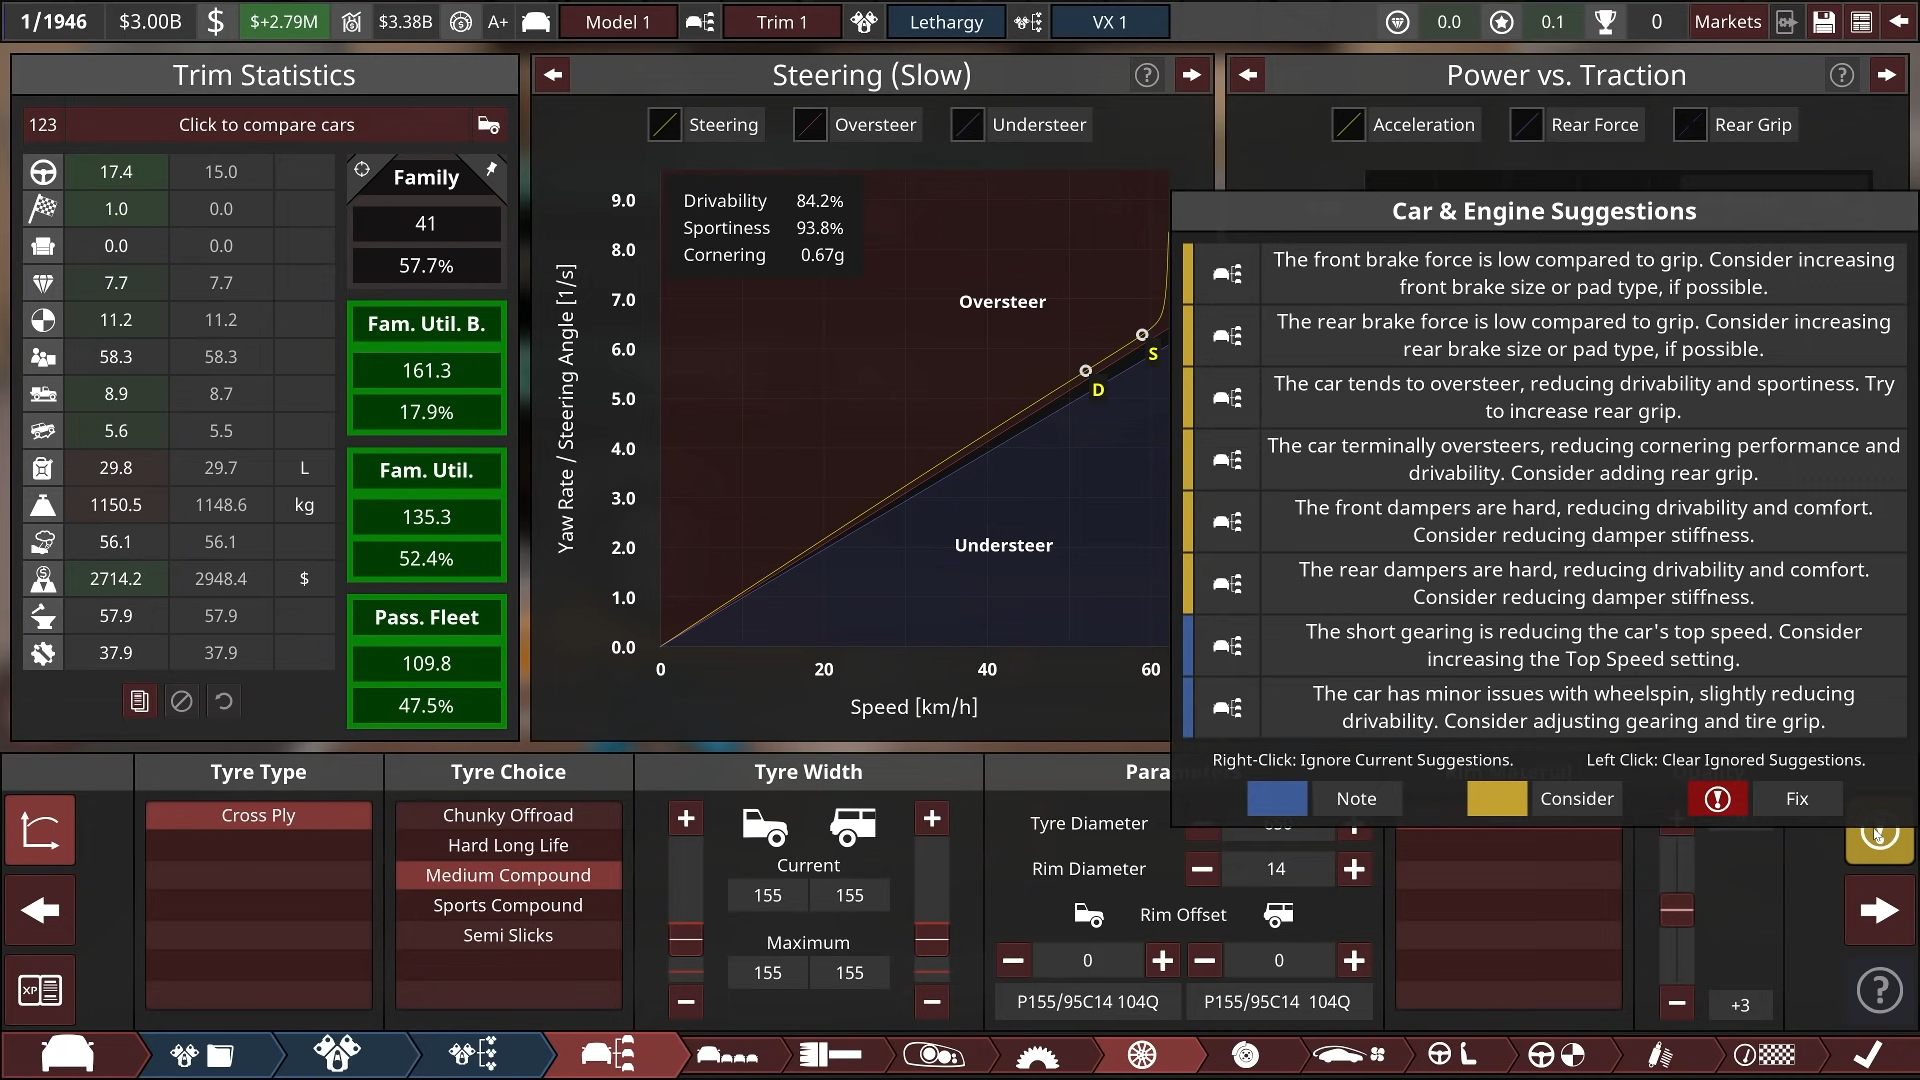 1/1946 $3.00B $+2.79M $3.38B A+ Model 1 Trim 1 Lethargy VX 1 0.0 0.1 0 Markets
Trim Statistics
123 Click to compare cars
17.4 15.0
1.0 0.0
0.0 0.0
7.7 7.7
11.2 11.2
58.3 58.3
8.9 8.7
5.6 5.5
29.8 29.7 L
1150.5 1148.6 kg
56.1 56.1
2714.2 2948.4 $
57.9 57.9
37.9 37.9
Family
41
57.7%
Fam. Util. B.
161.3
17.9%
Fam. Util.
135.3
52.4%
Pass. Fleet
109.8
47.5%
Steering (Slow)
?
Steering Oversteer Understeer
Drivability 84.2%
Sportiness 93.8%
Cornering 0.67g
Yaw Rate / Steering Angle [1/s]
9.0
8.0
7.0
6.0
5.0
4.0
3.0
2.0
1.0
0.0
Oversteer
Understeer
S
D
0 20 40 60
Speed [km/h]
Power vs. Traction
?
Acceleration Rear Force Rear Grip
Car & Engine Suggestions
The front brake force is low compared to grip. Consider increasing
front brake size or pad type, if possible.
The rear brake force is low compared to grip. Consider increasing
rear brake size or pad type, if possible.
The car tends to oversteer, reducing drivability and sportiness. Try
to increase rear grip.
The car terminally oversteers, reducing cornering performance and
drivability. Consider adding rear grip.
The front dampers are hard, reducing drivability and comfort.
Consider reducing damper stiffness.
The rear dampers are hard, reducing drivability and comfort.
Consider reducing damper stiffness.
The short gearing is reducing the car's top speed. Consider
increasing the Top Speed setting.
The car has minor issues with wheelspin, slightly reducing
drivability. Consider adjusting gearing and tire grip.
Right-Click: Ignore Current Suggestions. Left Click: Clear Ignored Suggestions.
Note Consider Fix
Tyre Type
Cross Ply
Tyre Choice
Chunky Offroad
Hard Long Life
Medium Compound
Sports Compound
Semi Slicks
Tyre Width
Current
155 155
Maximum
155 155
Tyre Diameter
Rim Diameter 14
Rim Offset
0 0
P155/95C14 104Q P155/95C14 104Q
+3
XP
?